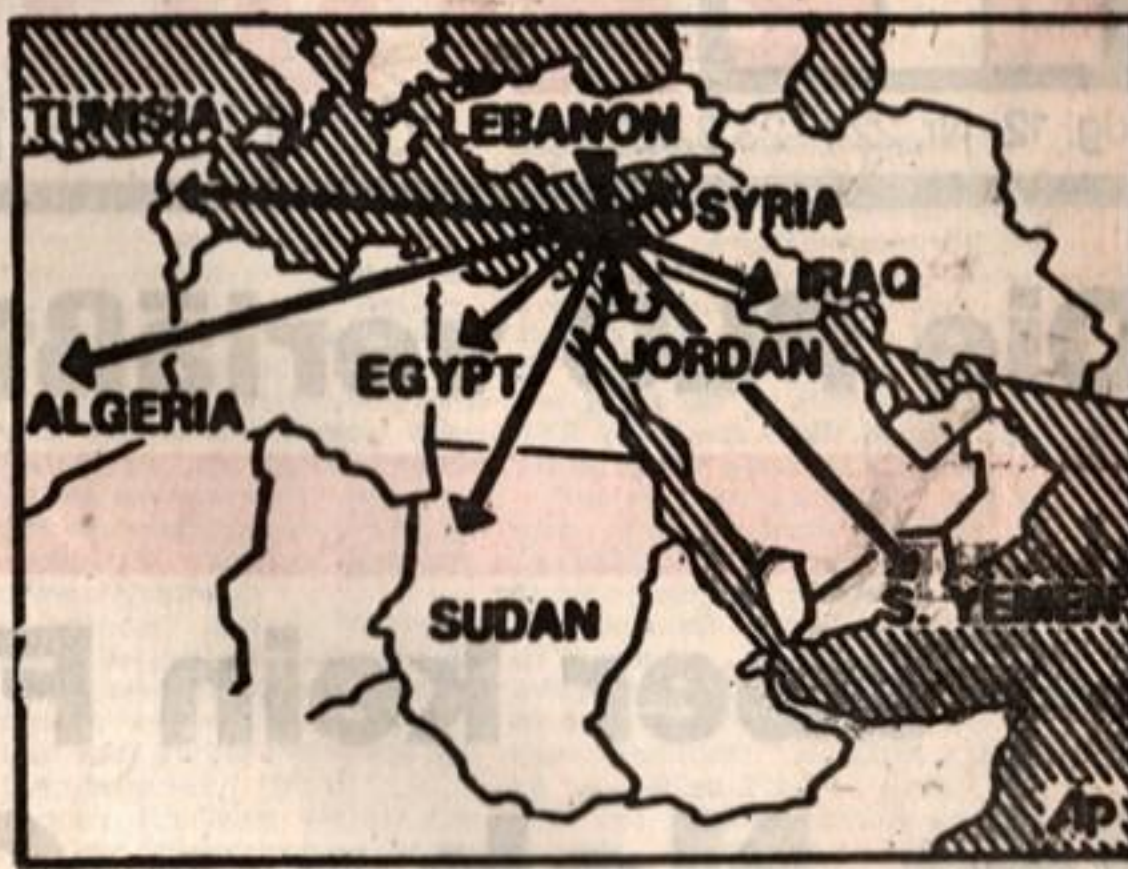 TUNISIA
LEBANON
SYRIA
IRAQ
JORDAN
EGYPT
ALGERIA
S. YEMEN
SUDAN
AP